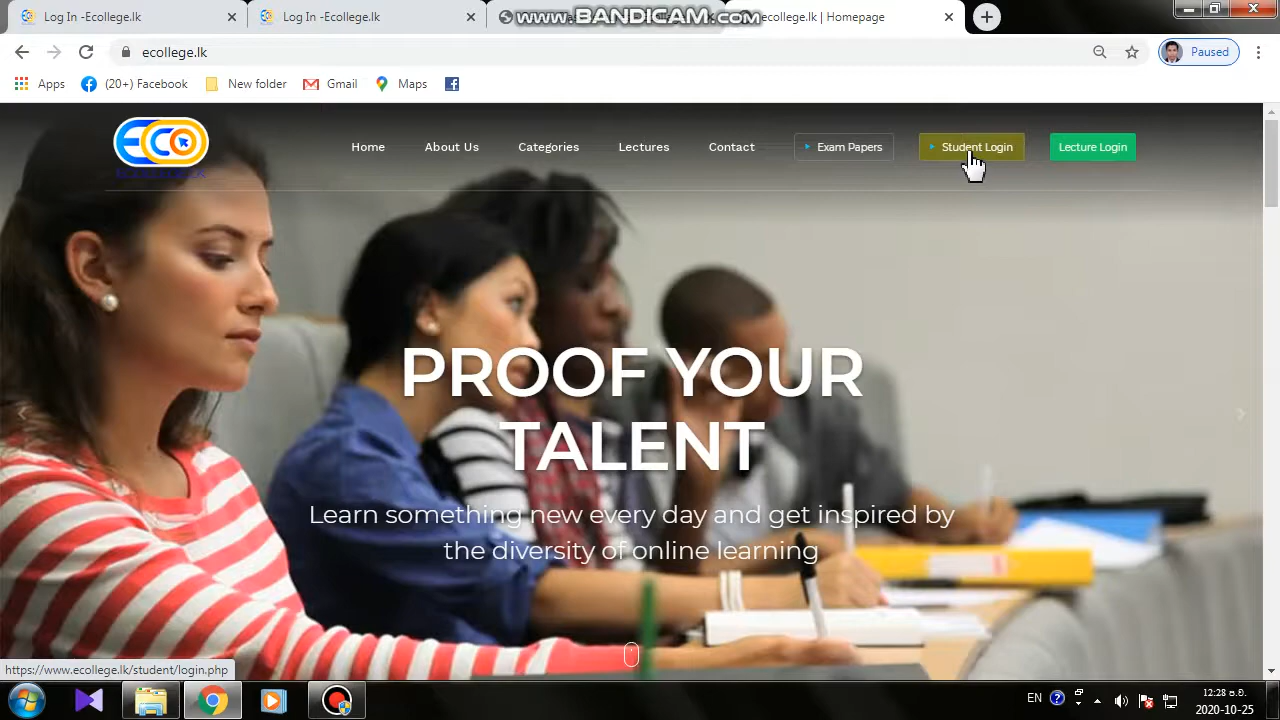 Log In -Ecollege.lk
Log In -Ecollege.lk
www.BANDICAM.com
ecollege.lk | Homepage
ecollege.lk
Paused
Apps
(20+) Facebook
New folder
Gmail
Maps
ECO
Home
About Us
Categories
Lectures
Contact
Exam Papers
Student Login
Lecture Login
PROOF YOUR
TALENT
Learn something new every day and get inspired by
the diversity of online learning
https://www.ecollege.lk/student/login.php
EN
12:28 ප.ව.
2020-10-25